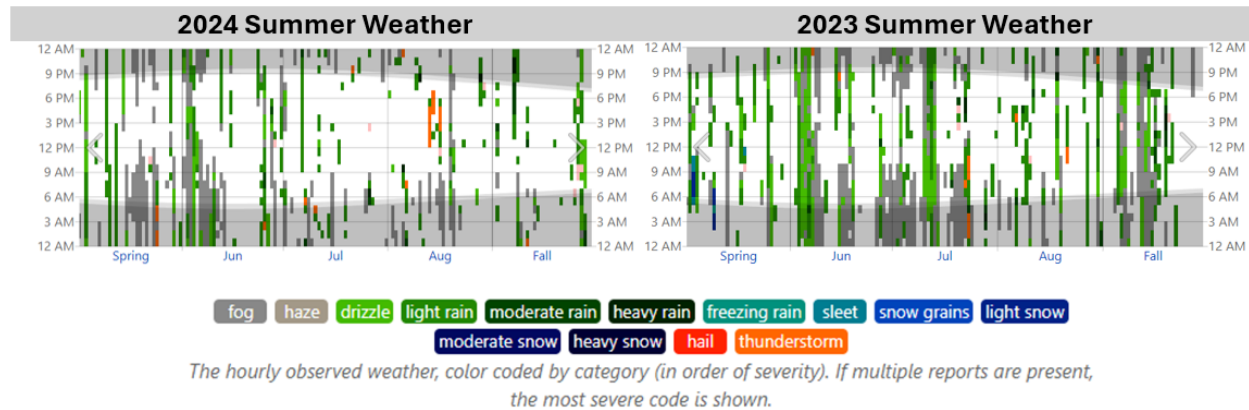 2024 Summer Weather 2023 Summer Weather
12 AM 12 AM 12 AM 12 AM
9 PM 9 PM 9 PM 9 PM
6 PM 6 PM 6 PM 6 PM
3 PM 3 PM 3 PM 3 PM
12 PM 12 PM 12 PM 12 PM
9 AM 9 AM 9 AM 9 AM
6 AM 6 AM 6 AM 6 AM
3 AM 3 AM 3 AM 3 AM
12 AM 12 AM 12 AM 12 AM
Spring Jun Jul Aug Fall Spring Jun Jul Aug Fall
fog haze drizzle light rain moderate rain heavy rain freezing rain sleet snow grains light snow
moderate snow heavy snow hail thunderstorm
The hourly observed weather, color coded by category (in order of severity). If multiple reports are present,
the most severe code is shown.